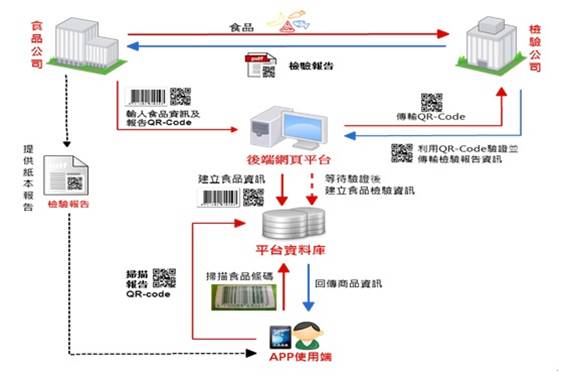 食品
食品公司
檢驗公司
pdf
檢驗報告
輸入食品資訊及
報告QR-Code
傳輸QR-Code
後端網頁平台
利用QR-Code驗證並
傳輸檢驗報告資訊
提供紙本報告
檢驗報告
建立食品資訊
等待驗證後
建立食品檢驗資訊
平台資料庫
掃描
報告
QR-code
掃描食品條碼
回傳商品資訊
APP使用端